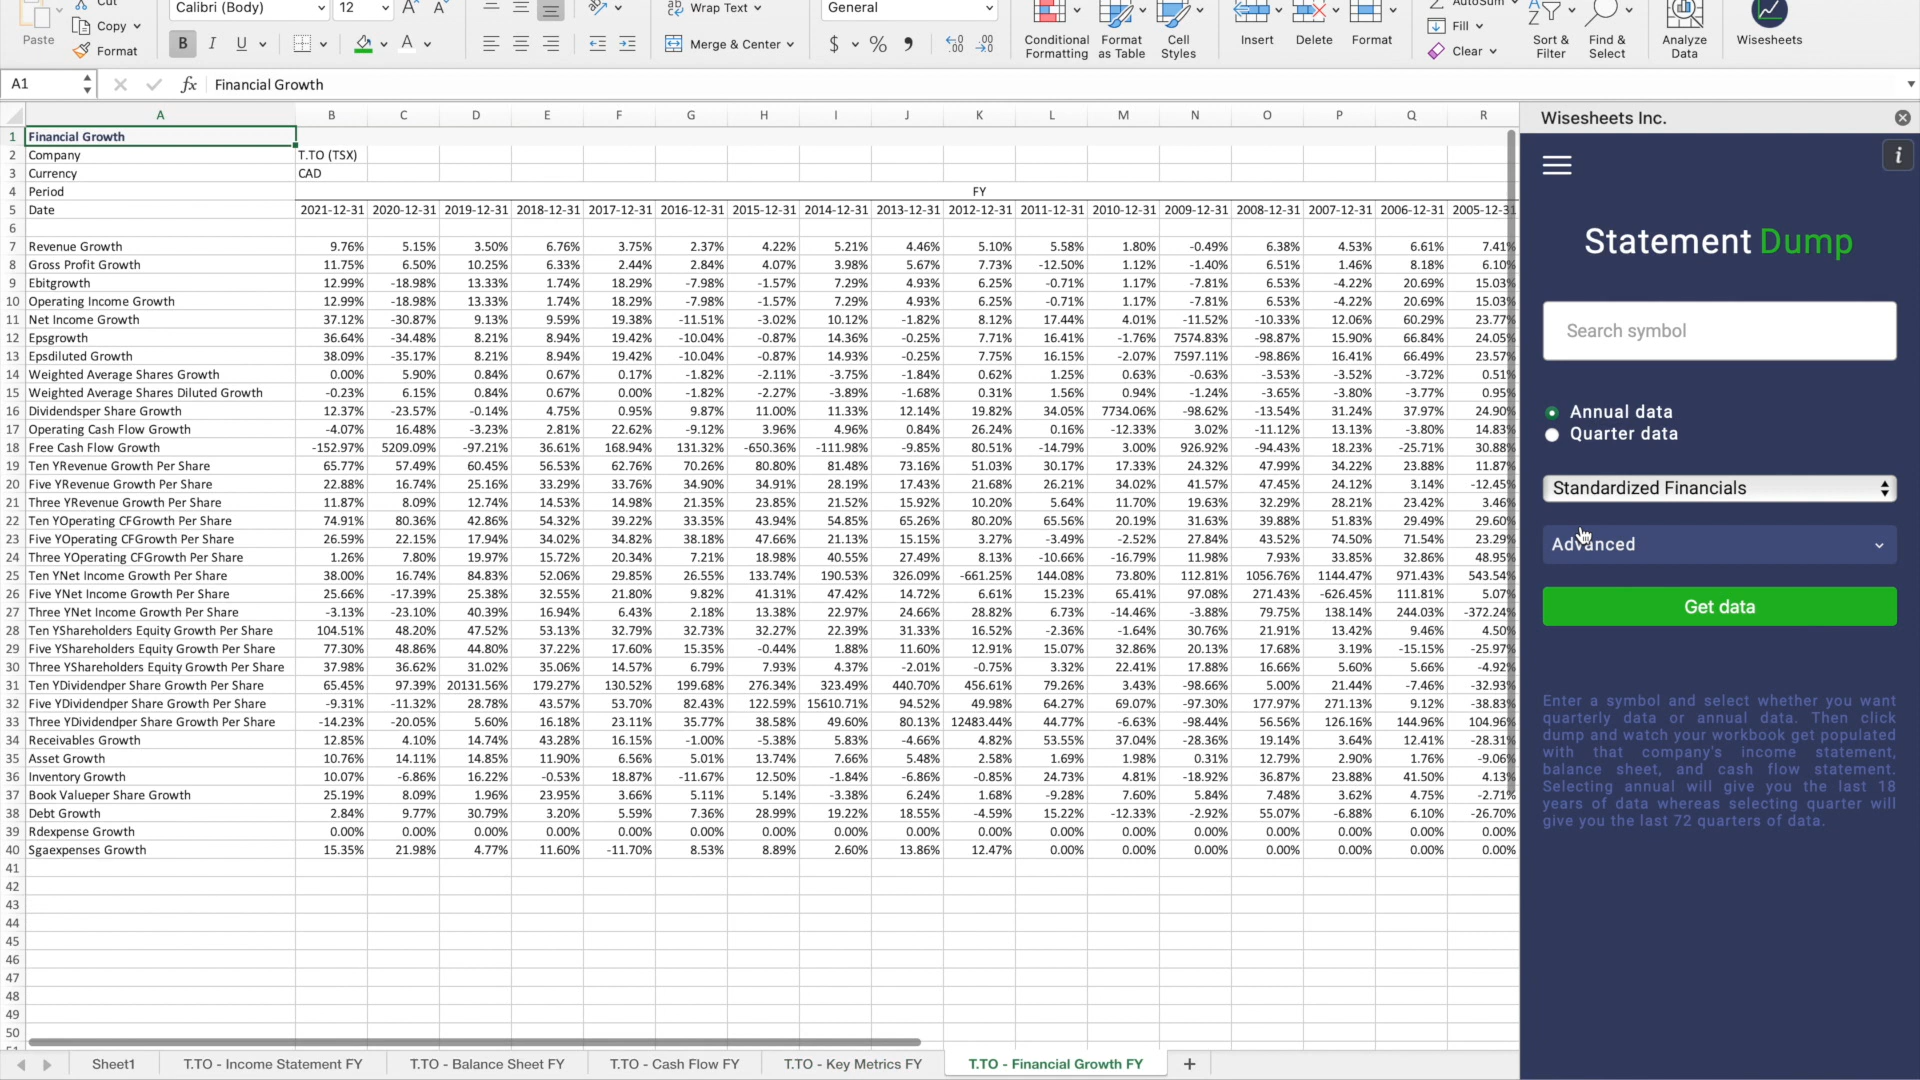 Cut
Calibri (Body) 12 A A Wrap Text General AutoSum
Paste Copy Format B I U A Merge & Center $ % 9 Conditional Formatting Format as Table Cell Styles Insert Delete Format Fill Clear Sort & Filter Find & Select Analyze Data Wisesheets
A1 fx Financial Growth
A B C D E F G H I J K L M N O P Q R
1 Financial Growth
2 Company T.TO (TSX)
3 Currency CAD
4 Period FY
5 Date 2021-12-31 2020-12-31 2019-12-31 2018-12-31 2017-12-31 2016-12-31 2015-12-31 2014-12-31 2013-12-31 2012-12-31 2011-12-31 2010-12-31 2009-12-31 2008-12-31 2007-12-31 2006-12-31 2005-12-31
6
7 Revenue Growth 9.76% 5.15% 3.50% 6.76% 3.75% 2.37% 4.22% 5.21% 4.46% 5.10% 5.58% 1.80% -0.49% 6.38% 4.53% 6.61% 7.41%
8 Gross Profit Growth 11.75% 6.50% 10.25% 6.33% 2.44% 2.84% 4.07% 3.98% 5.67% 7.73% -12.50% 1.12% -1.40% 6.51% 1.46% 8.18% 6.10%
9 Ebitgrowth 12.99% -18.98% 13.33% 1.74% 18.29% -7.98% -1.57% 7.29% 4.93% 6.25% -0.71% 1.17% -7.81% 6.53% -4.22% 20.69% 15.03%
10 Operating Income Growth 12.99% -18.98% 13.33% 1.74% 18.29% -7.98% -1.57% 7.29% 4.93% 6.25% -0.71% 1.17% -7.81% 6.53% -4.22% 20.69% 15.03%
11 Net Income Growth 37.12% -30.87% 9.13% 9.59% 19.38% -11.51% -3.02% 10.12% -1.82% 8.12% 17.44% 4.01% -11.52% -10.33% 12.06% 60.29% 23.77%
12 Epsgrowth 36.64% -34.48% 8.21% 8.94% 19.42% -10.04% -0.87% 14.36% -0.25% 7.71% 16.41% -1.76% 7574.83% -98.87% 15.90% 66.84% 24.05%
13 Epsdiluted Growth 38.09% -35.17% 8.21% 8.94% 19.42% -10.04% -0.87% 14.93% -0.25% 7.75% 16.15% -2.07% 7597.11% -98.86% 16.41% 66.49% 23.57%
14 Weighted Average Shares Growth 0.00% 5.90% 0.84% 0.67% 0.17% -1.82% -2.11% -3.75% -1.84% 0.62% 1.25% 0.63% -0.63% -3.53% -3.52% -3.72% 0.51%
15 Weighted Average Shares Diluted Growth -0.23% 6.15% 0.84% 0.67% 0.00% -1.82% -2.27% -3.89% -1.68% 0.31% 1.56% 0.94% -1.24% -3.65% -3.80% -3.77% 0.95%
16 Dividendsper Share Growth 12.37% -23.57% -0.14% 4.75% 0.95% 9.87% 11.00% 11.33% 12.14% 19.82% 34.05% 7734.06% -98.62% -13.54% 31.24% 37.97% 24.90%
17 Operating Cash Flow Growth -4.07% 16.48% -3.23% 2.81% 22.62% -9.12% 3.96% 4.96% 0.84% 26.24% 0.16% -12.33% 3.02% -11.12% 13.13% -3.80% 14.83%
18 Free Cash Flow Growth -152.97% 5209.09% -97.21% 36.61% 168.94% 131.32% -650.36% -111.98% -9.85% 80.51% -14.79% 3.00% 926.92% -94.43% 18.23% -25.71% 30.88%
19 Ten YRevenue Growth Per Share 65.77% 57.49% 60.45% 56.53% 62.76% 70.26% 80.80% 81.48% 73.16% 51.03% 30.17% 17.33% 24.32% 47.99% 34.22% 23.88% 11.87%
20 Five YRevenue Growth Per Share 22.88% 16.74% 25.16% 33.29% 33.76% 34.90% 34.91% 28.19% 17.43% 21.68% 26.21% 34.02% 41.57% 47.45% 24.12% 3.14% -12.45%
21 Three YRevenue Growth Per Share 11.87% 8.09% 12.74% 14.53% 14.98% 21.35% 23.85% 21.52% 15.92% 10.20% 5.64% 11.70% 19.63% 32.29% 28.21% 23.42% 3.46%
22 Ten YOperating CFGrowth Per Share 74.91% 80.36% 42.86% 54.32% 39.22% 33.35% 43.94% 54.85% 65.26% 80.20% 65.56% 20.19% 31.63% 39.88% 51.83% 29.49% 29.60%
23 Five YOperating CFGrowth Per Share 26.59% 22.15% 17.94% 34.02% 34.82% 38.18% 47.66% 21.13% 15.15% 3.27% -3.49% -2.52% 27.84% 43.52% 74.50% 71.54% 23.29%
24 Three YOperating CFGrowth Per Share 1.26% 7.80% 19.97% 15.72% 20.34% 7.21% 18.98% 40.55% 27.49% 8.13% -10.66% -16.79% 11.98% 7.93% 33.85% 32.86% 48.95%
25 Ten YNet Income Growth Per Share 38.00% 16.74% 84.83% 52.06% 29.85% 26.55% 133.74% 190.53% 326.09% -661.25% 144.08% 73.80% 112.81% 1056.76% 1144.47% 971.43% 543.54%
26 Five YNet Income Growth Per Share 25.66% -17.39% 25.38% 32.55% 21.80% 9.82% 41.31% 47.42% 14.72% 6.61% 15.23% 65.41% 97.08% 271.43% -626.45% 111.81% 5.07%
27 Three YNet Income Growth Per Share -3.13% -23.10% 40.39% 16.94% 6.43% 2.18% 13.38% 22.97% 24.66% 28.82% 6.73% -14.46% -3.88% 79.75% 138.14% 244.03% -372.24%
28 Ten YShareholders Equity Growth Per Share 104.51% 48.20% 47.52% 53.13% 32.79% 32.73% 32.27% 22.39% 31.33% 16.52% -2.36% -1.64% 30.76% 21.91% 13.42% 9.46% 4.50%
29 Five YShareholders Equity Growth Per Share 77.30% 48.86% 44.80% 37.22% 17.60% 15.35% -0.44% 1.88% 11.60% 12.91% 15.07% 32.86% 20.13% 17.68% 3.19% -15.15% -25.97%
30 Three YShareholders Equity Growth Per Share 37.98% 36.62% 31.02% 35.06% 14.57% 6.79% 7.93% 4.37% -2.01% -0.75% 3.32% 22.41% 17.88% 16.66% 5.60% 5.66% -4.92%
31 Ten YDividendper Share Growth Per Share 65.45% 97.39% 20131.56% 179.27% 130.52% 199.68% 276.34% 323.49% 440.70% 456.61% 79.26% 3.43% -98.66% 5.00% 21.44% -7.46% -32.93%
32 Five YDividendper Share Growth Per Share -9.31% -11.32% 28.78% 43.57% 53.70% 82.43% 122.59% 15610.71% 94.52% 49.98% 64.27% 69.07% -97.30% 177.97% 271.13% 9.12% -38.83%
33 Three YDividendper Share Growth Per Share -14.23% -20.05% 5.60% 16.18% 23.11% 35.77% 38.58% 49.60% 80.13% 12483.44% 44.77% -6.63% -98.44% 56.56% 126.16% 144.96% 104.96%
34 Receivables Growth 12.85% 4.10% 14.74% 43.28% 16.15% -1.00% -5.38% 5.83% -4.66% 4.82% 53.55% 37.04% -28.36% 19.14% 3.64% 12.41% -28.31%
35 Asset Growth 10.76% 14.11% 14.85% 11.90% 6.56% 5.01% 13.74% 7.66% 5.48% 2.58% 1.69% 1.98% 0.31% 12.79% 2.90% 1.76% -9.06%
36 Inventory Growth 10.07% -6.86% 16.22% -0.53% 18.87% -11.67% 12.50% -1.84% -6.86% -0.85% 24.73% 4.81% -18.92% 36.87% 23.88% 41.50% 4.13%
37 Book Valueper Share Growth 25.19% 8.09% 1.96% 23.95% 3.66% 5.11% 5.14% -3.38% 6.24% 1.68% -9.28% 7.60% 5.84% 7.48% 3.62% 4.75% -2.71%
38 Debt Growth 2.84% 9.77% 30.79% 3.20% 5.59% 7.36% 28.99% 19.22% 18.55% -4.59% 15.22% -12.33% -2.92% 55.07% -6.88% 6.10% -26.70%
39 Rdexpense Growth 0.00% 0.00% 0.00% 0.00% 0.00% 0.00% 0.00% 0.00% 0.00% 0.00% 0.00% 0.00% 0.00% 0.00% 0.00% 0.00% 0.00%
40 Sgaexpenses Growth 15.35% 21.98% 4.77% 11.60% -11.70% 8.53% 8.89% 2.60% 13.86% 12.47% 0.00% 0.00% 0.00% 0.00% 0.00% 0.00% 0.00%
41
42
43
44
45
46
47
48
49
50
51
Sheet1 T.TO - Income Statement FY T.TO - Balance Sheet FY T.TO - Cash Flow FY T.TO - Key Metrics FY T.TO - Financial Growth FY +
Wisesheets Inc.
i
Statement Dump
Search symbol
Annual data
Quarter data
Standardized Financials
Advanced
Get data
Enter a symbol and select whether you want
quarterly data or annual data. Then click
dump and watch your workbook get populated
with that company's income statement,
balance sheet, and cash flow statement.
Selecting annual will give you the last 18
years of data whereas selecting quarter will
give you the last 72 quarters of data.